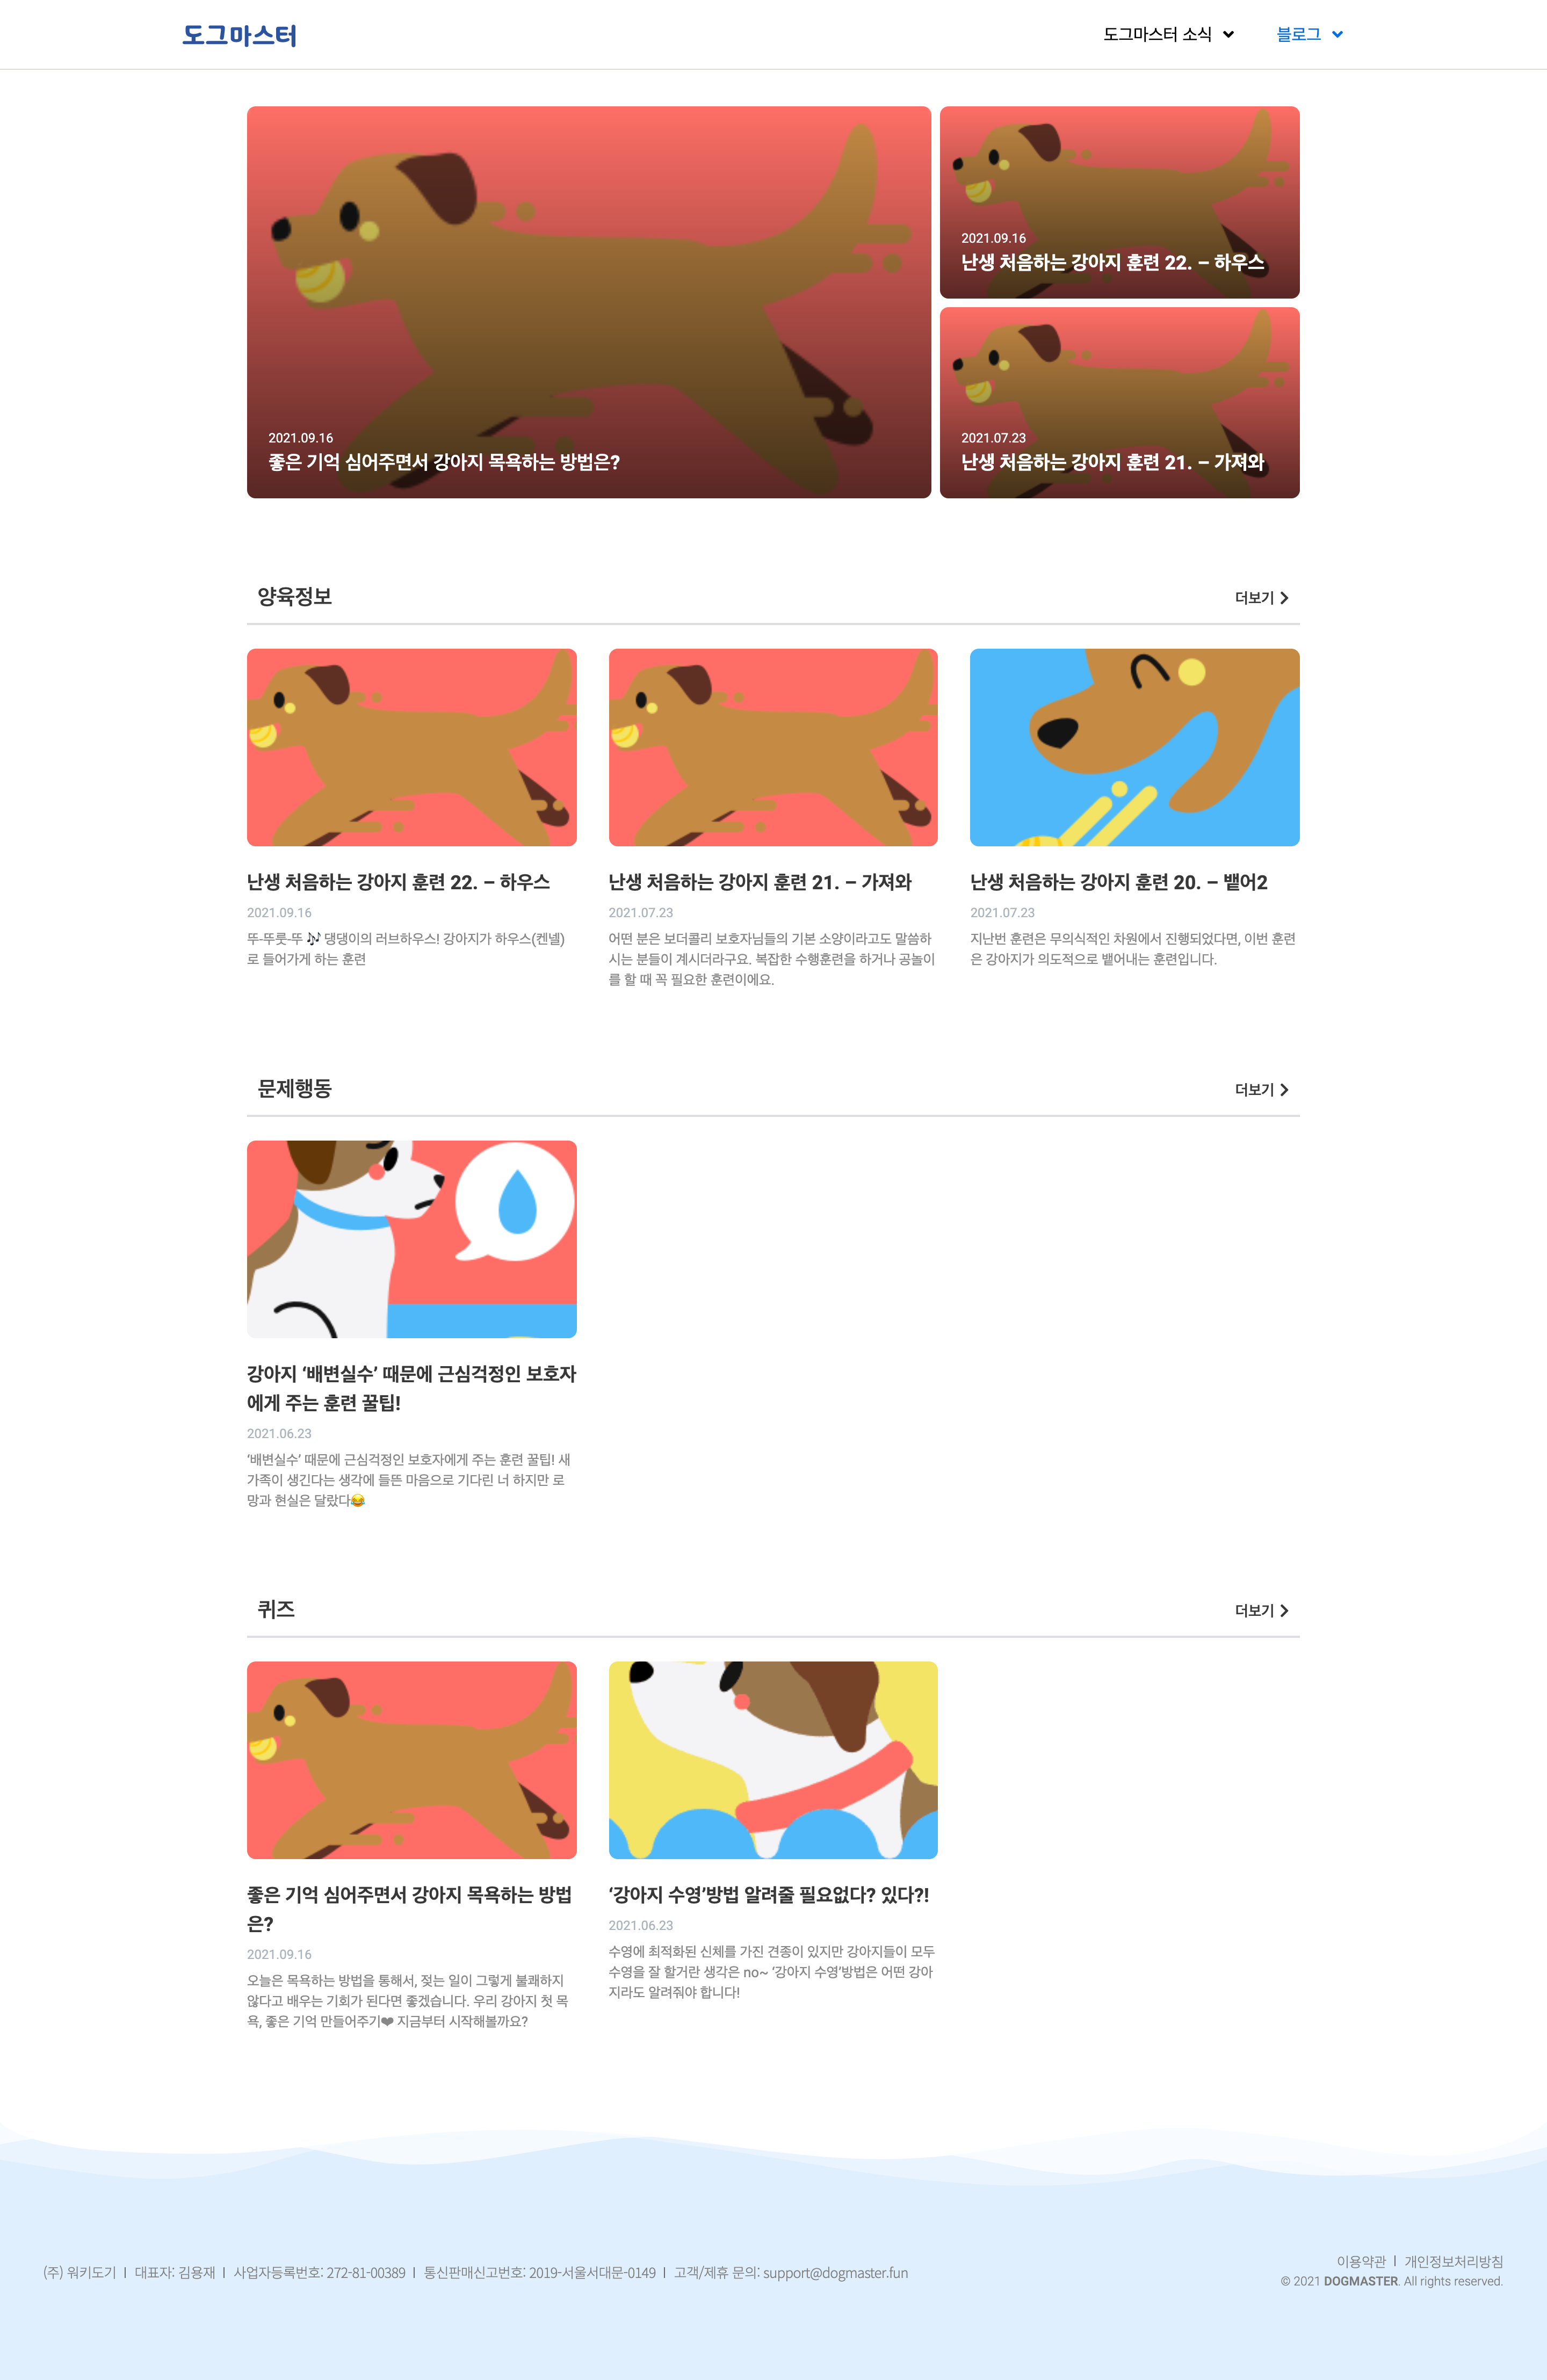 도그마스터
도그마스터 소식
블로그
2021.09.16
좋은 기억 심어주면서 강아지 목욕하는 방법은?
2021.09.16
난생 처음하는 강아지 훈련 22. – 하우스
2021.07.23
난생 처음하는 강아지 훈련 21. – 가져와
양육정보
더보기
난생 처음하는 강아지 훈련 22. – 하우스
2021.09.16
뚜-뚜룻-뚜 🎶 댕댕이의 러브하우스! 강아지가 하우스(켄넬)
로 들어가게 하는 훈련
난생 처음하는 강아지 훈련 21. – 가져와
2021.07.23
어떤 분은 보더콜리 보호자님들의 기본 소양이라고도 말씀하
시는 분들이 계시더라구요. 복잡한 수행훈련을 하거나 공놀이
를 할 때 꼭 필요한 훈련이에요.
난생 처음하는 강아지 훈련 20. – 뱉어2
2021.07.23
지난번 훈련은 무의식적인 차원에서 진행되었다면, 이번 훈련
은 강아지가 의도적으로 뱉어내는 훈련입니다.
문제행동
더보기
강아지 ‘배변실수’ 때문에 근심걱정인 보호자
에게 주는 훈련 꿀팁!
2021.06.23
‘배변실수’ 때문에 근심걱정인 보호자에게 주는 훈련 꿀팁! 새
가족이 생긴다는 생각에 들뜬 마음으로 기다린 너 하지만 로
망과 현실은 달랐다😂
퀴즈
더보기
좋은 기억 심어주면서 강아지 목욕하는 방법
은?
2021.09.16
오늘은 목욕하는 방법을 통해서, 젖는 일이 그렇게 불쾌하지
않다고 배우는 기회가 된다면 좋겠습니다. 우리 강아지 첫 목
욕, 좋은 기억 만들어주기❤ 지금부터 시작해볼까요?
‘강아지 수영’방법 알려줄 필요없다? 있다?!
2021.06.23
수영에 최적화된 신체를 가진 견종이 있지만 강아지들이 모두
수영을 잘 할거란 생각은 no~ ‘강아지 수영’방법은 어떤 강아
지라도 알려줘야 합니다!
(주) 워키도기 | 대표자: 김용재 | 사업자등록번호: 272-81-00389 | 통신판매신고번호: 2019-서울서대문-0149 | 고객/제휴 문의: support@dogmaster.fun
이용약관 | 개인정보처리방침
© 2021 DOGMASTER. All rights reserved.